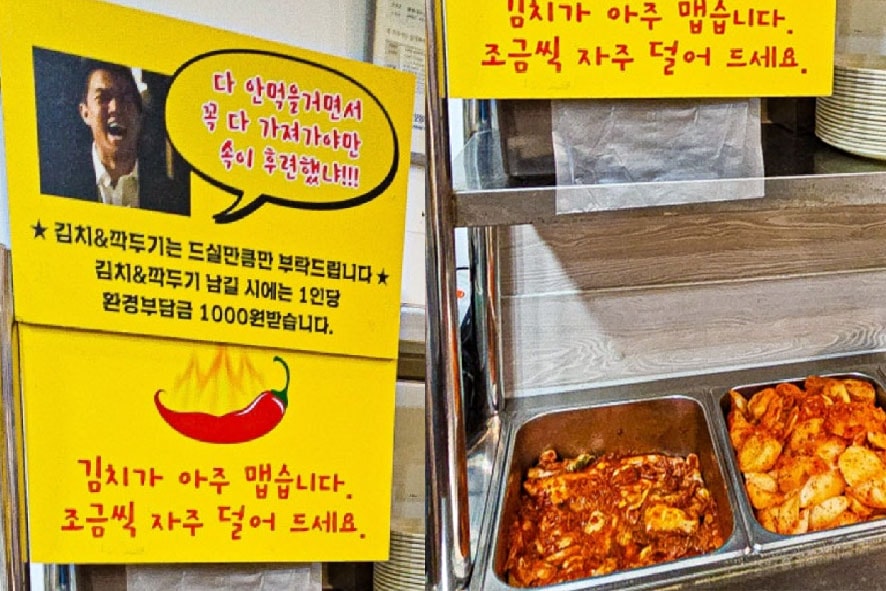 다 안먹을거면서
꼭 다 가져가야만
속이 후련했냐!!!
★ 김치&깍두기는 드실만큼만 부탁드립니다 ★
김치&깍두기 남길 시에는 1인당
환경부담금 1000원받습니다.
김치가 아주 맵습니다.
조금씩 자주 덜어 드세요.
김치가 아주 맵습니다.
조금씩 자주 덜어 드세요.